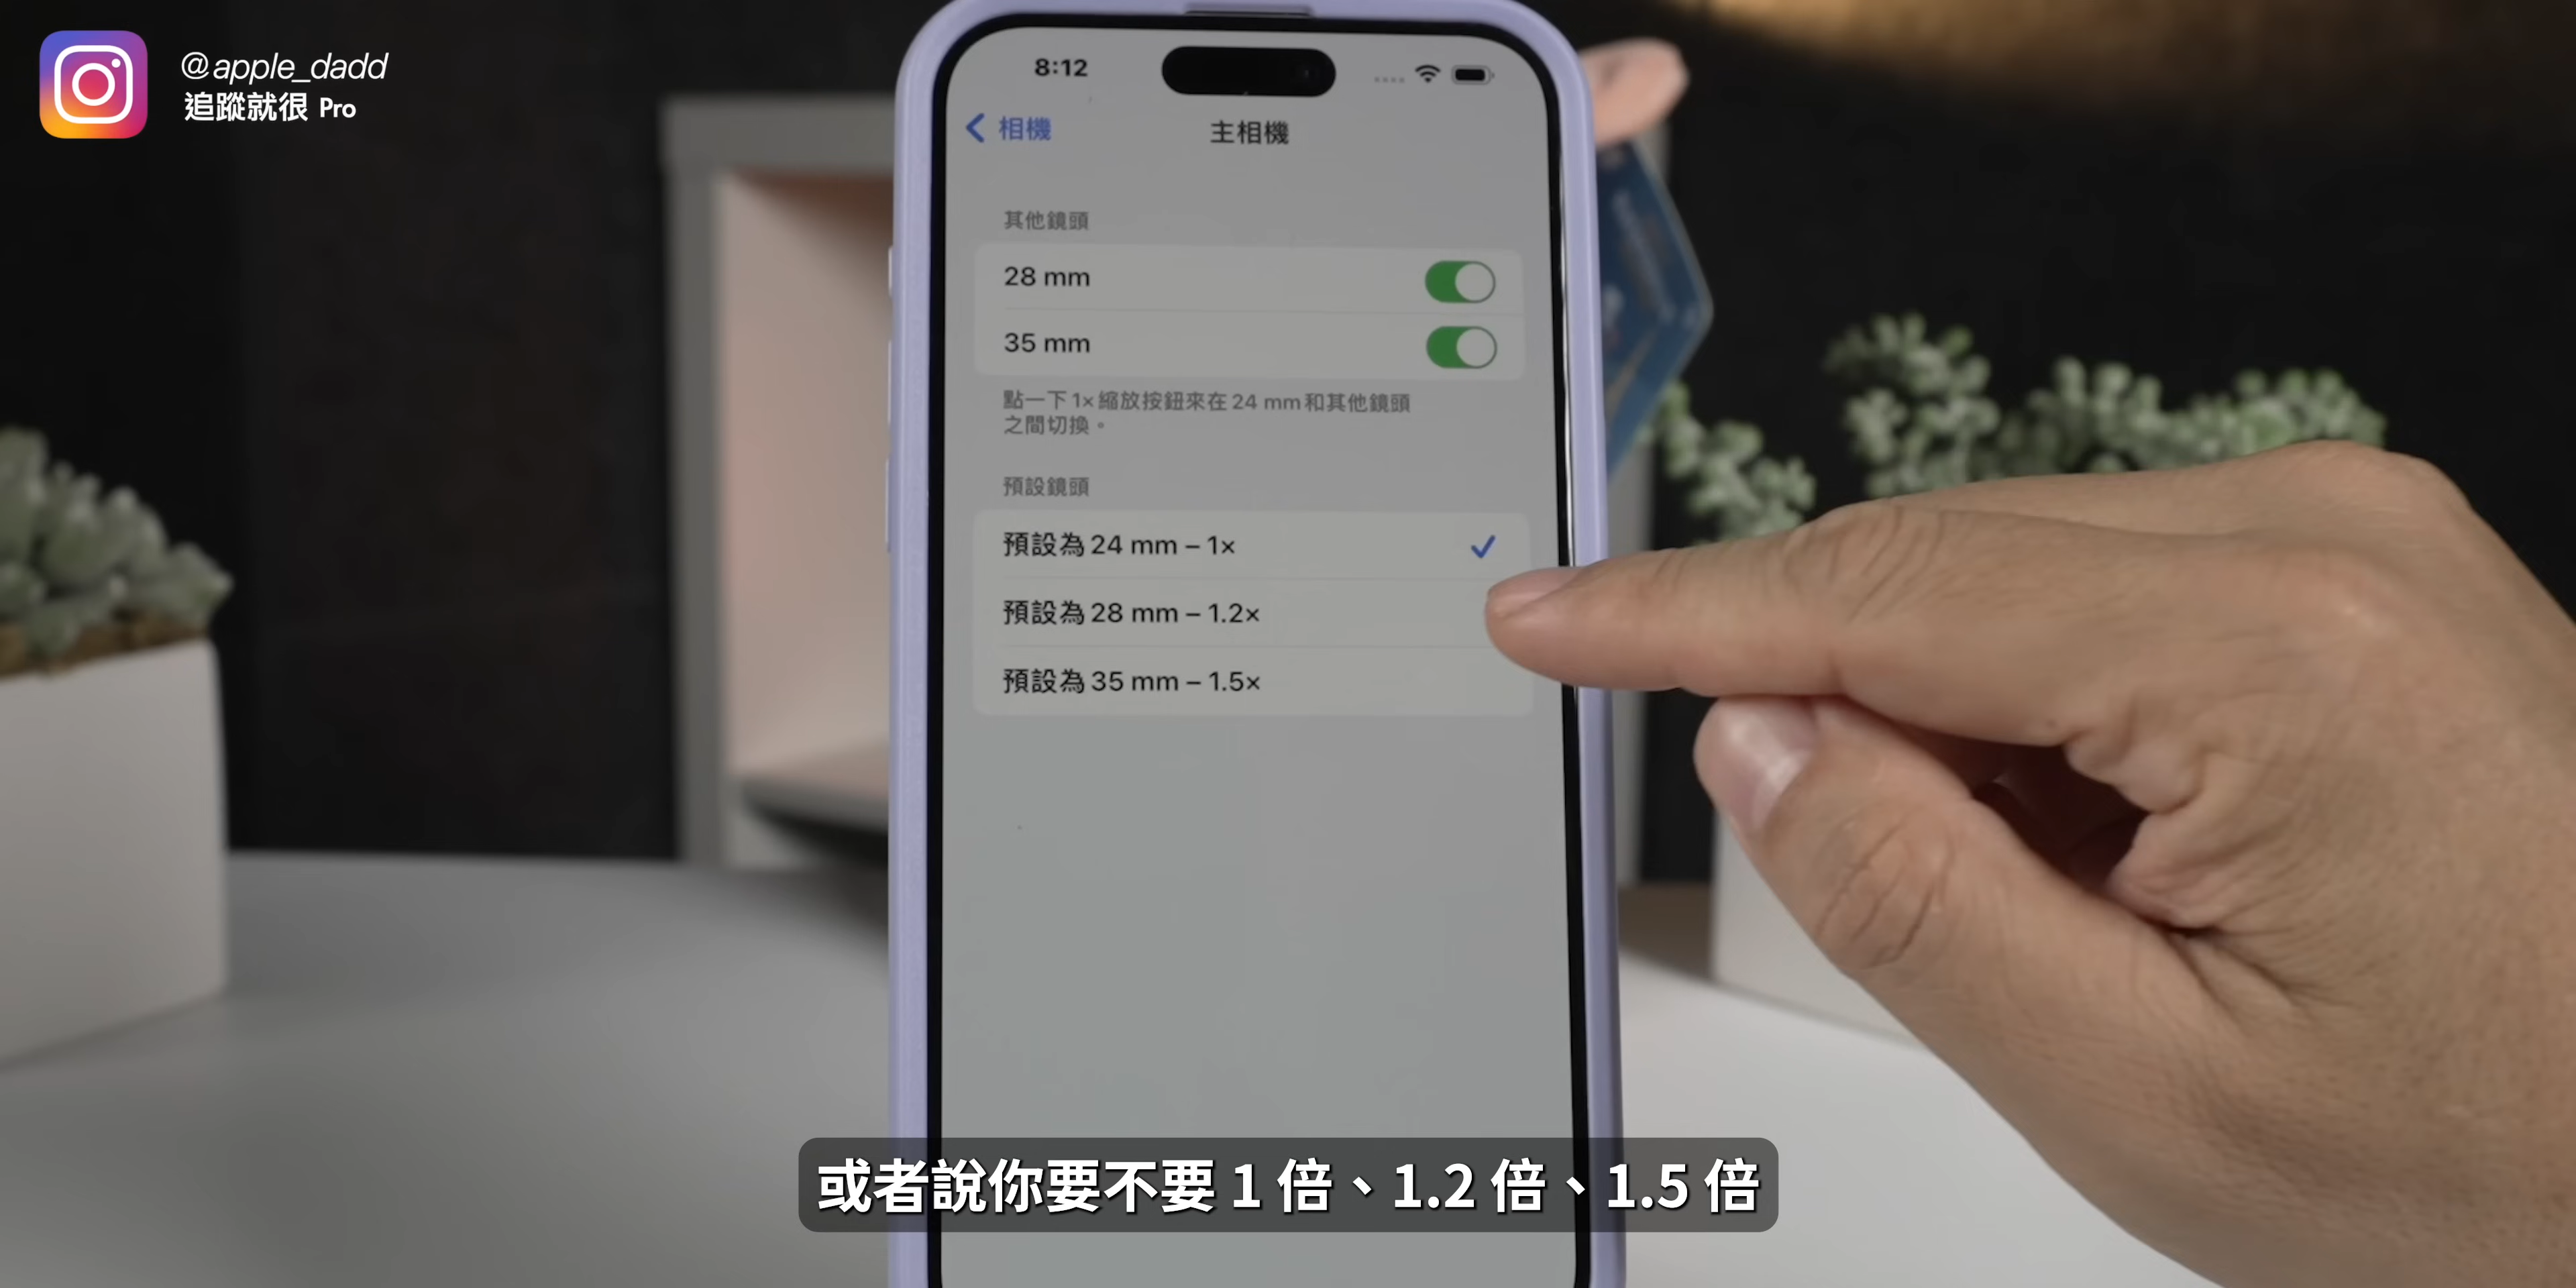 @apple_dadd
追蹤就很 Pro
8:12
相機
主相機
其他鏡頭
28 mm
35 mm
點一下 1× 縮放按鈕來在 24 mm 和其他鏡頭
之間切換。
預設鏡頭
預設為 24 mm – 1×
預設為 28 mm – 1.2×
預設為 35 mm – 1.5×
或者說你要不要 1 倍、1.2 倍、1.5 倍